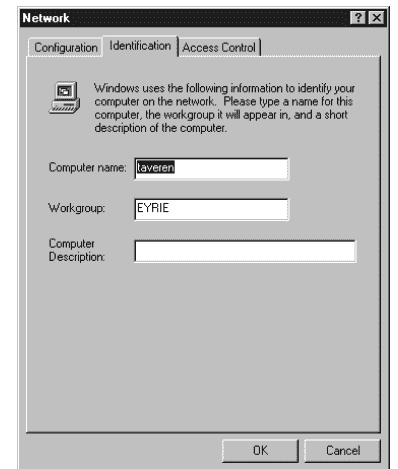 Network
Configuration Identification Access Control
Windows uses the following information to identify your
computer on the network. Please type a name for this
computer, the workgroup it will appear in, and a short
description of the computer.
Computer name: taveren
Workgroup: EYRIE
Computer
Description:
OK Cancel